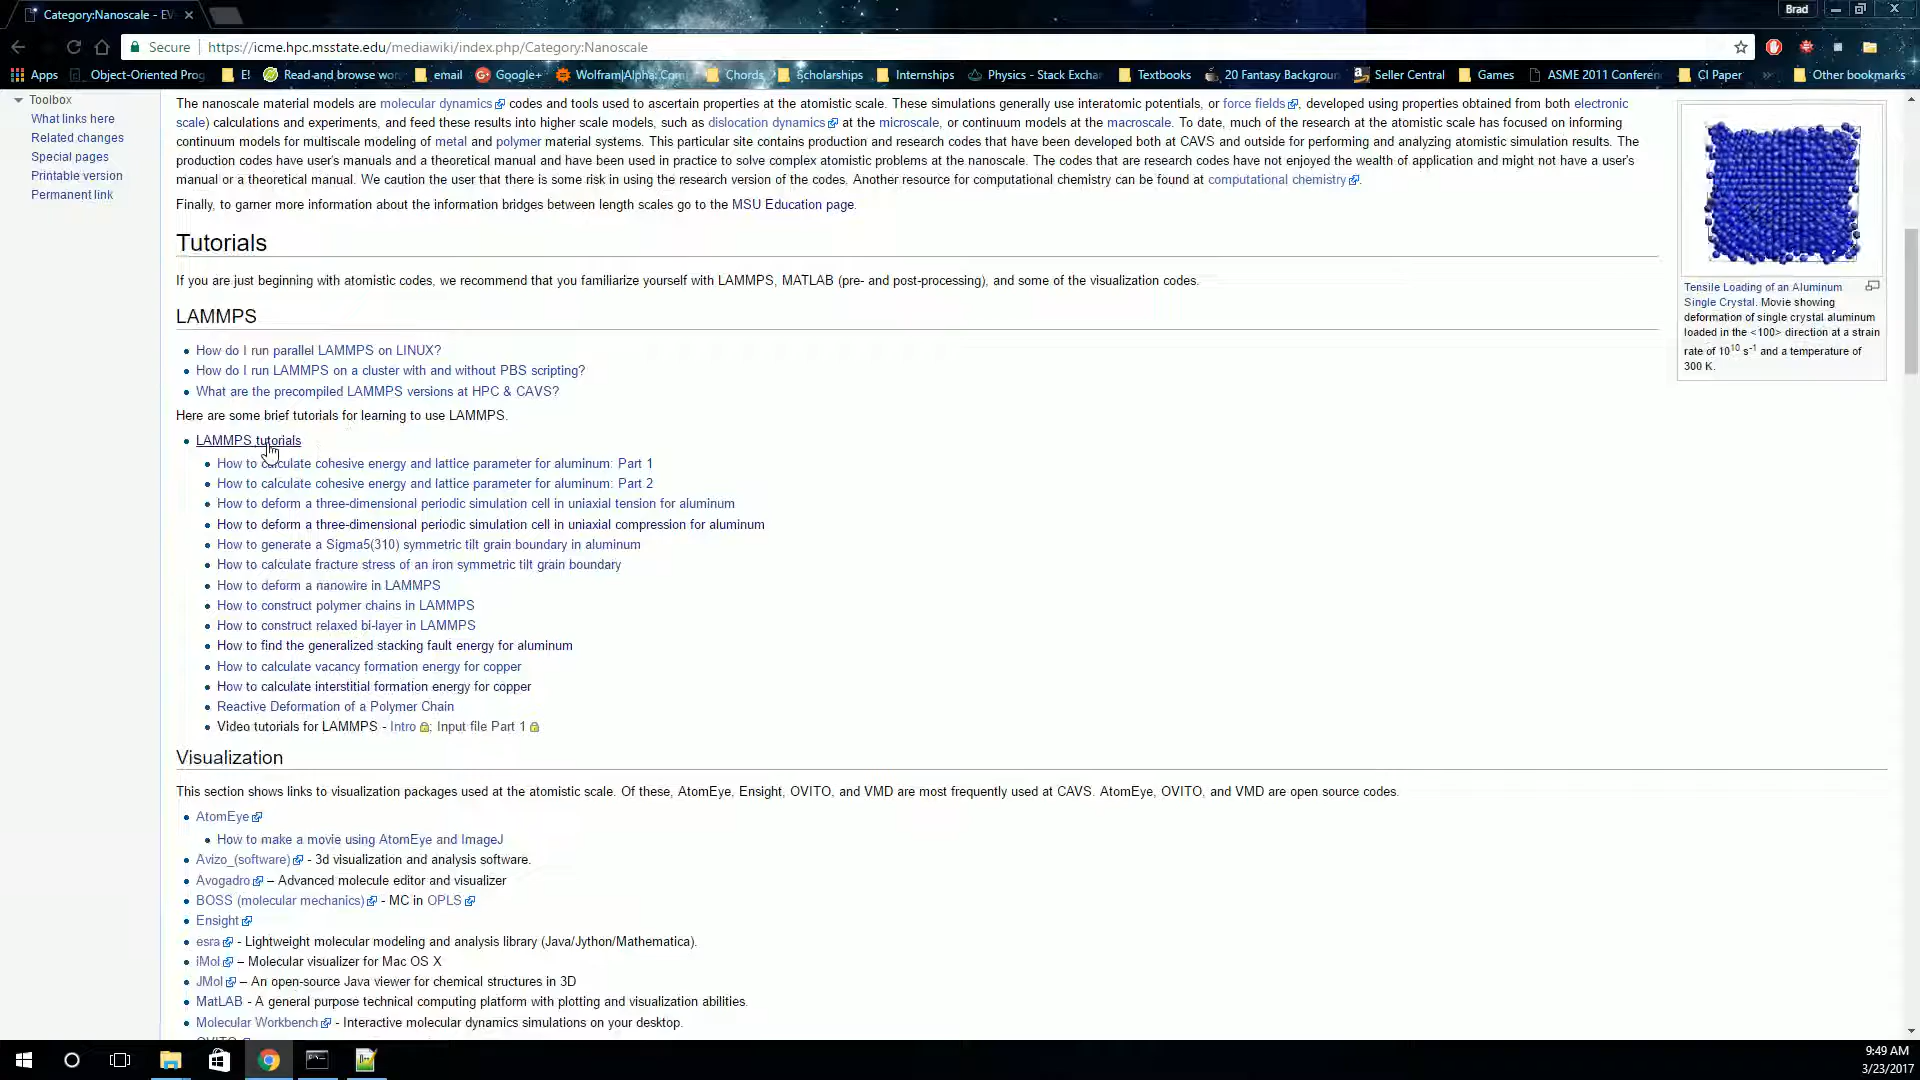 Category:Nanoscale - EV
Brad
Secure
https://icme.hpc.msstate.edu/mediawiki/index.php/Category:Nanoscale
Apps
Object-Oriented Prog
E!
Read and browse wo
email
Google+
Wolfram|Alpha: Com
Chords
Scholarships
Internships
Physics - Stack Exchan
Textbooks
20 Fantasy Backgroun
Seller Central
Games
ASME 2011 Conferen
CI Paper
»
Other bookmarks
Toolbox
What links here
Related changes
Special pages
Printable version
Permanent link
The nanoscale material models are molecular dynamics codes and tools used to ascertain properties at the atomistic scale. These simulations generally use interatomic potentials, or force fields, developed using properties obtained from both electronic
scale) calculations and experiments, and feed these results into higher scale models, such as dislocation dynamics at the microscale, or continuum models at the macroscale. To date, much of the research at the atomistic scale has focused on informing
continuum models for multiscale modeling of metal and polymer material systems. This particular site contains production and research codes that have been developed both at CAVS and outside for performing and analyzing atomistic simulation results. The
production codes have user's manuals and a theoretical manual and have been used in practice to solve complex atomistic problems at the nanoscale. The codes that are research codes have not enjoyed the wealth of application and might not have a user's
manual or a theoretical manual. We caution the user that there is some risk in using the research version of the codes. Another resource for computational chemistry can be found at computational chemistry.
Finally, to garner more information about the information bridges between length scales go to the MSU Education page.
Tensile Loading of an Aluminum
Single Crystal. Movie showing
deformation of single crystal aluminum
loaded in the <100> direction at a strain
rate of 10¹⁰ s⁻¹ and a temperature of
300 K.
Tutorials
If you are just beginning with atomistic codes, we recommend that you familiarize yourself with LAMMPS, MATLAB (pre- and post-processing), and some of the visualization codes.
LAMMPS
How do I run parallel LAMMPS on LINUX?
How do I run LAMMPS on a cluster with and without PBS scripting?
What are the precompiled LAMMPS versions at HPC & CAVS?
Here are some brief tutorials for learning to use LAMMPS.
LAMMPS tutorials
How to calculate cohesive energy and lattice parameter for aluminum: Part 1
How to calculate cohesive energy and lattice parameter for aluminum: Part 2
How to deform a three-dimensional periodic simulation cell in uniaxial tension for aluminum
How to deform a three-dimensional periodic simulation cell in uniaxial compression for aluminum
How to generate a Sigma5(310) symmetric tilt grain boundary in aluminum
How to calculate fracture stress of an iron symmetric tilt grain boundary
How to deform a nanowire in LAMMPS
How to construct polymer chains in LAMMPS
How to construct relaxed bi-layer in LAMMPS
How to find the generalized stacking fault energy for aluminum
How to calculate vacancy formation energy for copper
How to calculate interstitial formation energy for copper
Reactive Deformation of a Polymer Chain
Video tutorials for LAMMPS - Intro ; Input file Part 1
Visualization
This section shows links to visualization packages used at the atomistic scale. Of these, AtomEye, Ensight, OVITO, and VMD are most frequently used at CAVS. AtomEye, OVITO, and VMD are open source codes.
AtomEye
How to make a movie using AtomEye and ImageJ
Avizo_(software) - 3d visualization and analysis software.
Avogadro – Advanced molecule editor and visualizer
BOSS (molecular mechanics) - MC in OPLS
Ensight
esra - Lightweight molecular modeling and analysis library (Java/Jython/Mathematica).
iMol – Molecular visualizer for Mac OS X
JMol – An open-source Java viewer for chemical structures in 3D
MatLAB - A general purpose technical computing platform with plotting and visualization abilities.
Molecular Workbench - Interactive molecular dynamics simulations on your desktop.
OVITO
9:49 AM
3/23/2017